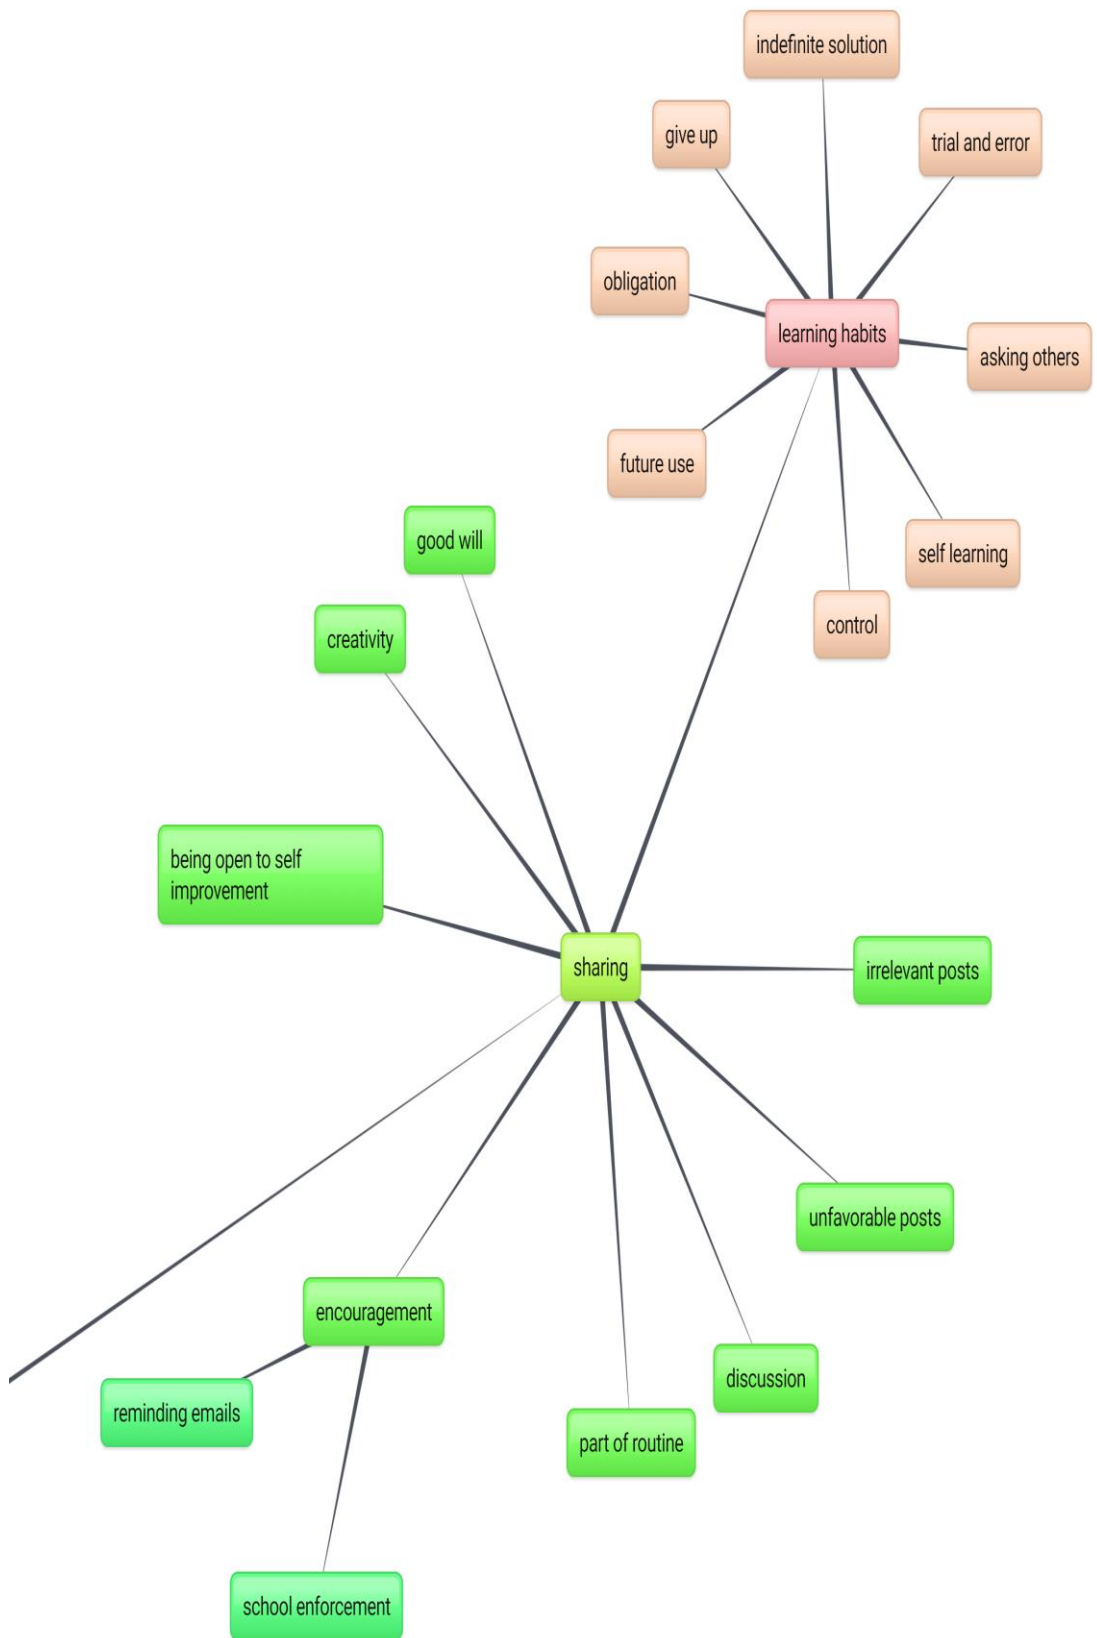 indefinite solution
give up
trial and error
obligation
learning habits
asking others
future use
good will
self learning
control
creativity
being open to self
improvement
sharing
irrelevant posts
unfavorable posts
encouragement
discussion
reminding emails
part of routine
school enforcement